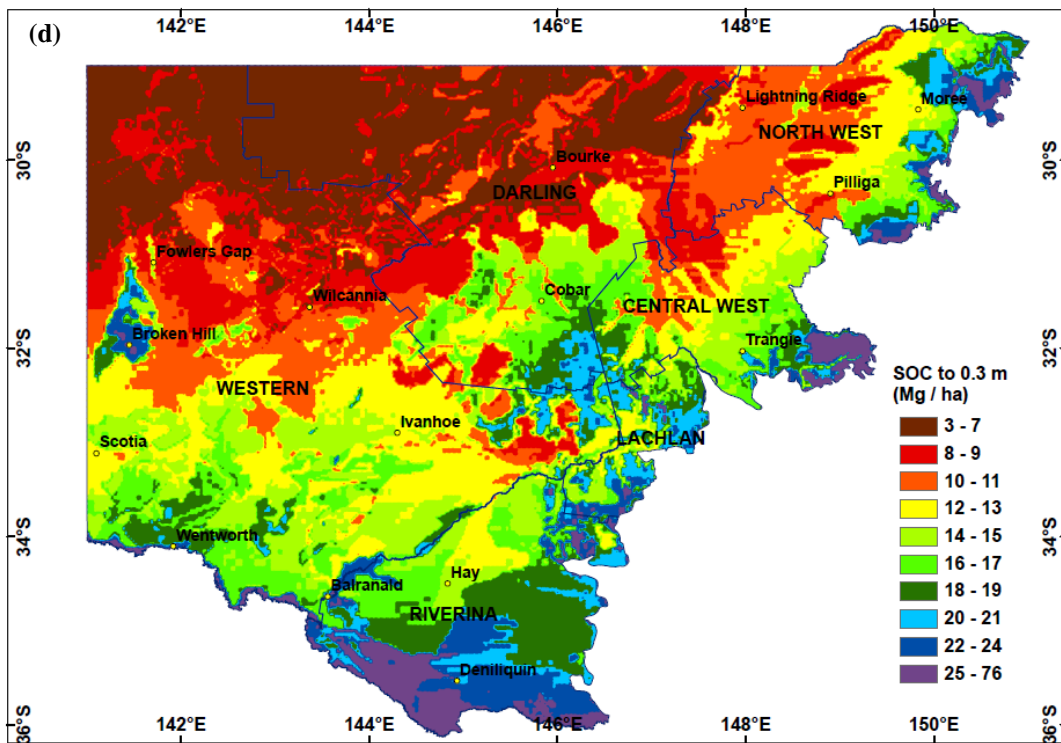 142°E 144°E 146°E 148°E 150°E
(d)
Lightning Ridge
Moree
NORTH WEST
30°S 30°S
Bourke
Pilliga
DARLING
Fowlers Gap
Wilcannia
Cobar
CENTRAL WEST
Broken Hill
Trangie
32°S 32°S
SOC to 0.3 m
(Mg / ha)
WESTERN
Ivanhoe
Scotia
LACHLAN
3 - 7
8 - 9
10 - 11
12 - 13
14 - 15
16 - 17
18 - 19
20 - 21
22 - 24
25 - 76
34°S 34°S
Wentworth
Hay
Balranald
RIVERINA
Deniliquin
36°S 36°S
142°E 144°E 146°E 148°E 150°E